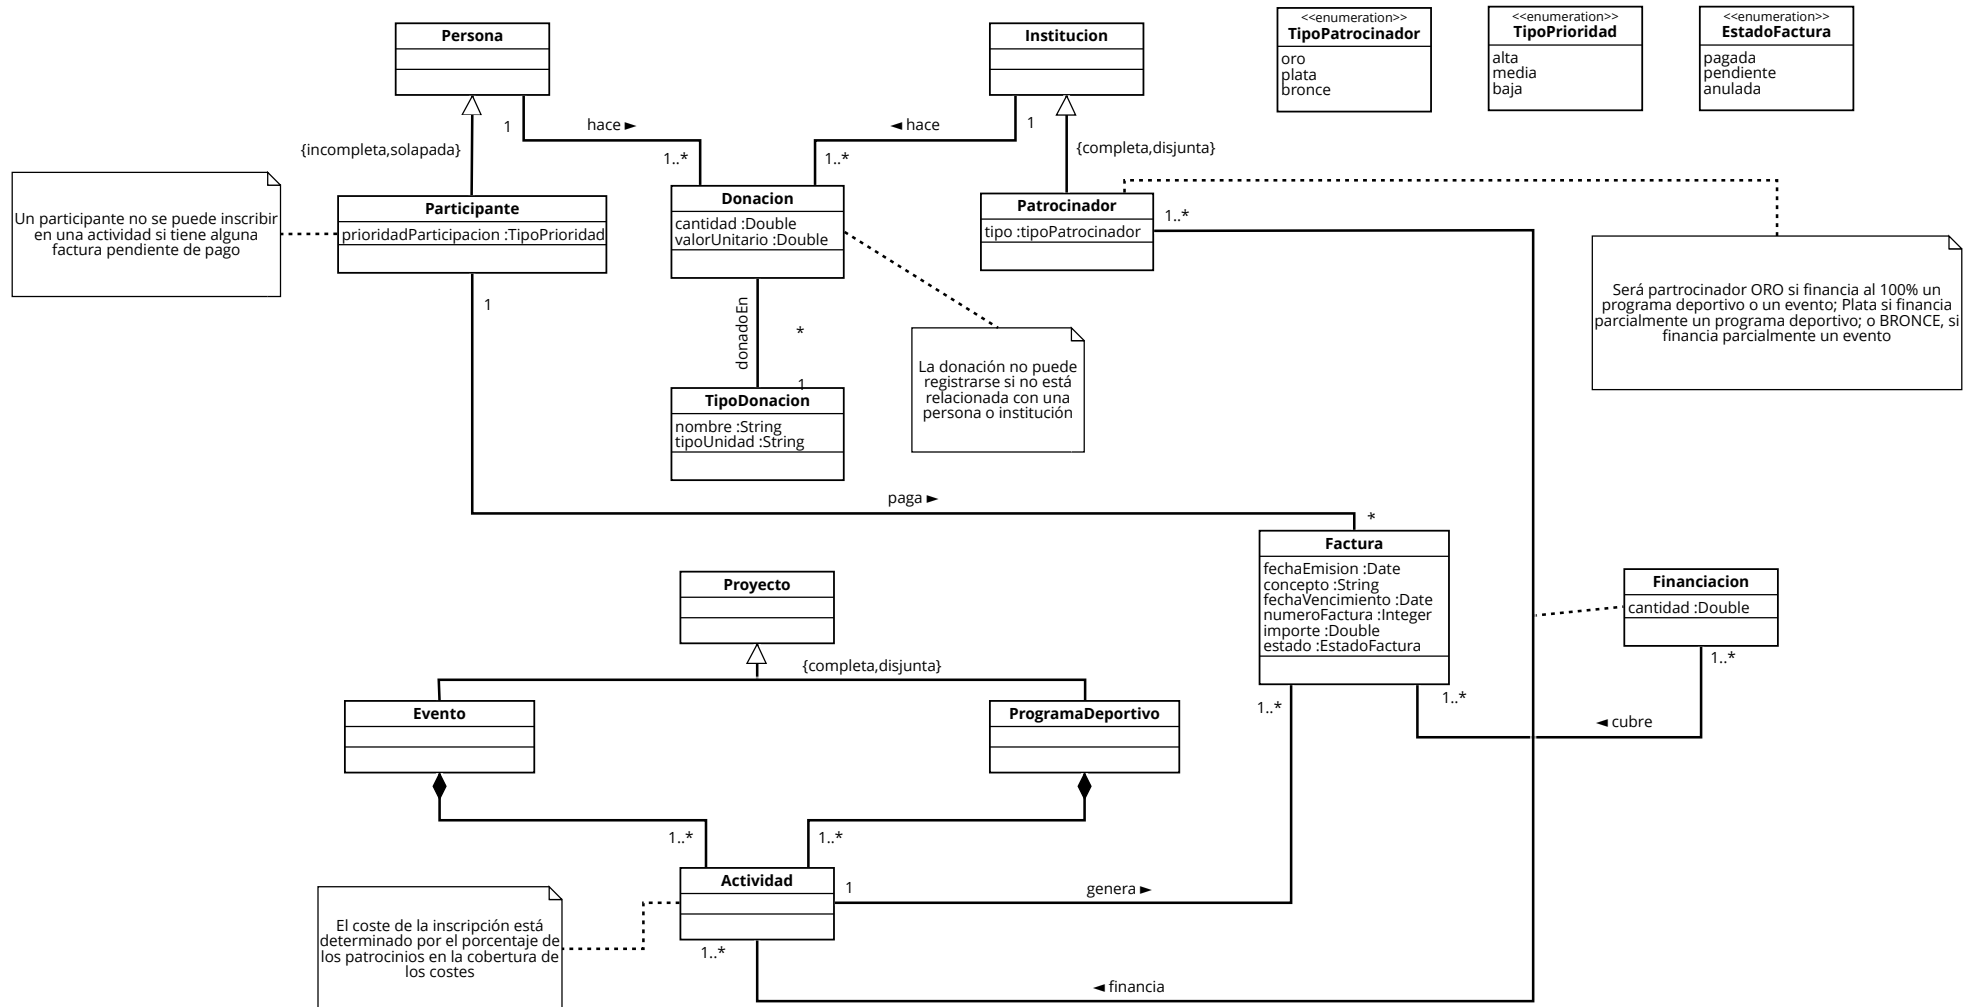 Persona
Institucion
<<enumeration>>
TipoPatrocinador
oro
plata
bronce
<<enumeration>>
TipoPrioridad
alta
media
baja
<<enumeration>>
EstadoFactura
pagada
pendiente
anulada
1
hace ►
1..*
◄ hace
1
1..*
{incompleta,solapada}
{completa,disjunta}
Un participante no se puede inscribir
en una actividad si tiene alguna
factura pendiente de pago
Participante
prioridadParticipacion :TipoPrioridad
Donacion
cantidad :Double
valorUnitario :Double
Patrocinador
tipo :tipoPatrocinador
1..*
Será partrocinador ORO si financia al 100% un
programa deportivo o un evento; Plata si financia
parcialmente un programa deportivo; o BRONCE, si
financia parcialmente un evento
1
donadoEn
*
1
La donación no puede
registrarse si no está
relacionada con una
persona o institución
TipoDonacion
nombre :String
tipoUnidad :String
paga ►
*
Factura
fechaEmision :Date
concepto :String
fechaVencimiento :Date
numeroFactura :Integer
importe :Double
estado :EstadoFactura
Financiacion
cantidad :Double
1..*
Proyecto
{completa,disjunta}
1..*
1..*
◄ cubre
Evento
ProgramaDeportivo
1..*
1..*
Actividad
1
genera ►
1..*
El coste de la inscripción está
determinado por el porcentaje de
los patrocinios en la cobertura de
los costes
◄ financia